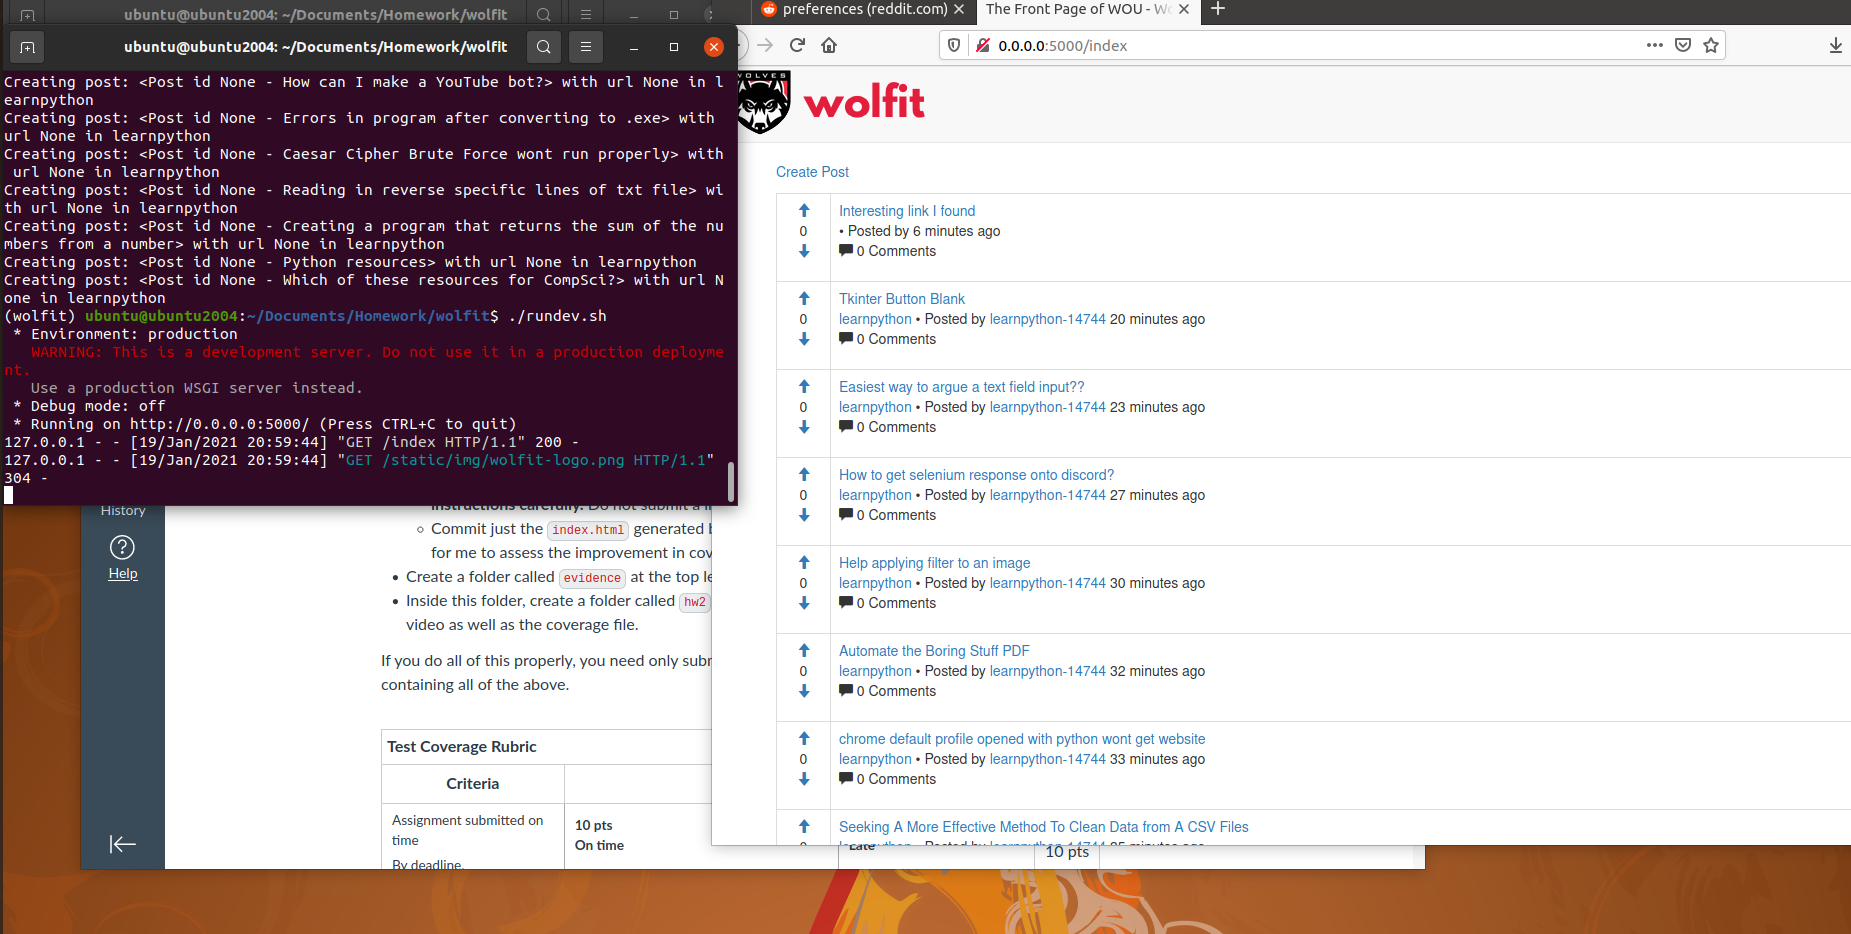 ubuntu@ubuntu2004: ~/Documents/Homework/wolfit
ubuntu@ubuntu2004: ~/Documents/Homework/wolfit
Creating post: <Post id None - How can I make a YouTube bot?> with url None in l
earnpython
Creating post: <Post id None - Errors in program after converting to .exe> with
url None in learnpython
Creating post: <Post id None - Caesar Cipher Brute Force wont run properly> with
url None in learnpython
Creating post: <Post id None - Reading in reverse specific lines of txt file> wi
th url None in learnpython
Creating post: <Post id None - Creating a program that returns the sum of the nu
mbers from a number> with url None in learnpython
Creating post: <Post id None - Python resources> with url None in learnpython
Creating post: <Post id None - Which of these resources for CompSci?> with url N
one in learnpython
(wolfit) ubuntu@ubuntu2004:~/Documents/Homework/wolfit$ ./rundev.sh
* Environment: production
WARNING: This is a development server. Do not use it in a production deployme
nt.
Use a production WSGI server instead.
* Debug mode: off
* Running on http://0.0.0.0:5000/ (Press CTRL+C to quit)
127.0.0.1 - - [19/Jan/2021 20:59:44] "GET /index HTTP/1.1" 200 -
127.0.0.1 - - [19/Jan/2021 20:59:44] "GET /static/img/wolfit-logo.png HTTP/1.1"
304 -
History
Help
instructions carefully. Do not submit a
Commit just the index.html generated
for me to assess the improvement in cov
Create a folder called evidence at the top le
Inside this folder, create a folder called hw2
video as well as the coverage file.
If you do all of this properly, you need only subr
containing all of the above.
Test Coverage Rubric
Criteria
Assignment submitted on
time
By deadline.
10 pts
On time
Late
10 pts
preferences (reddit.com)
The Front Page of WOU - Wo
0.0.0.0:5000/index
WOLVES
wolfit
Create Post
Interesting link I found
0
• Posted by 6 minutes ago
0 Comments
Tkinter Button Blank
0
learnpython • Posted by learnpython-14744 20 minutes ago
0 Comments
Easiest way to argue a text field input??
0
learnpython • Posted by learnpython-14744 23 minutes ago
0 Comments
How to get selenium response onto discord?
0
learnpython • Posted by learnpython-14744 27 minutes ago
0 Comments
Help applying filter to an image
0
learnpython • Posted by learnpython-14744 30 minutes ago
0 Comments
Automate the Boring Stuff PDF
0
learnpython • Posted by learnpython-14744 32 minutes ago
0 Comments
chrome default profile opened with python wont get website
0
learnpython • Posted by learnpython-14744 33 minutes ago
0 Comments
Seeking A More Effective Method To Clean Data from A CSV Files